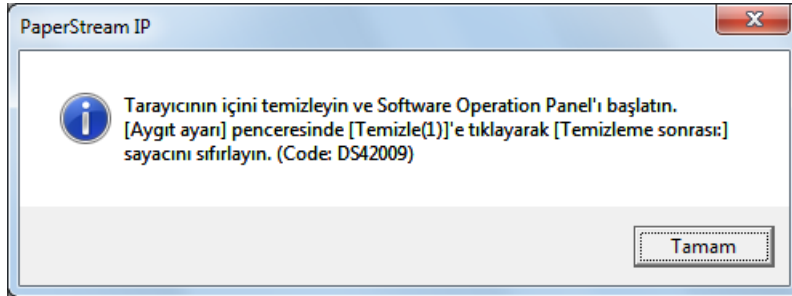 PaperStream IP
Tarayıcının içini temizleyin ve Software Operation Panel'ı başlatın.
[Aygıt ayarı] penceresinde [Temizle(1)]'e tıklayarak [Temizleme sonrası:]
sayacını sıfırlayın. (Code: DS42009)
Tamam